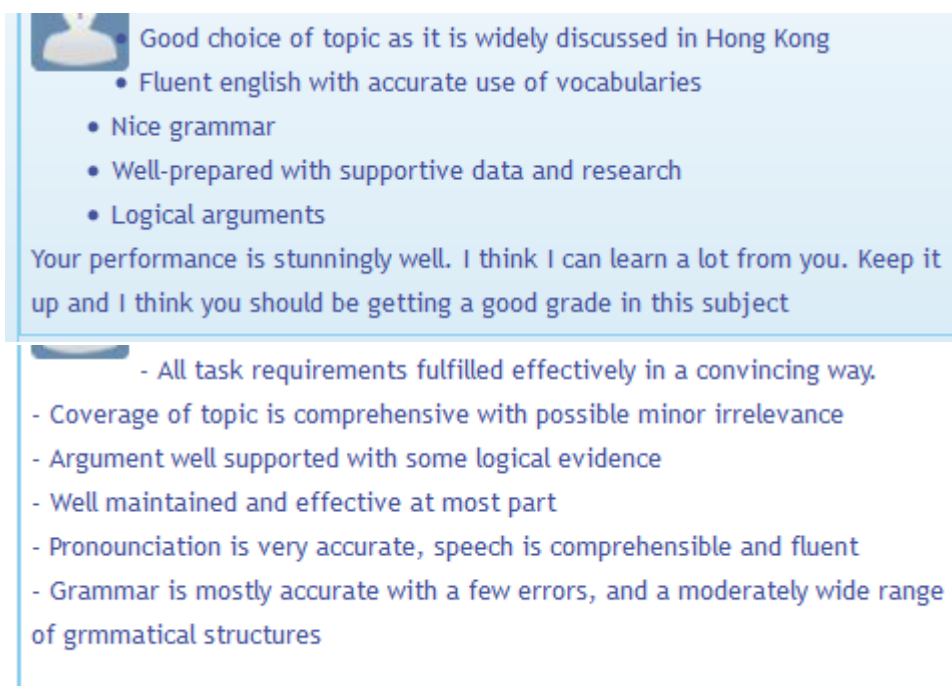 • Good choice of topic as it is widely discussed in Hong Kong
• Fluent english with accurate use of vocabularies
• Nice grammar
• Well-prepared with supportive data and research
• Logical arguments
Your performance is stunningly well. I think I can learn a lot from you. Keep it
up and I think you should be getting a good grade in this subject
- All task requirements fulfilled effectively in a convincing way.
- Coverage of topic is comprehensive with possible minor irrelevance
- Argument well supported with some logical evidence
- Well maintained and effective at most part
- Pronounciation is very accurate, speech is comprehensible and fluent
- Grammar is mostly accurate with a few errors, and a moderately wide range
of grmmatical structures